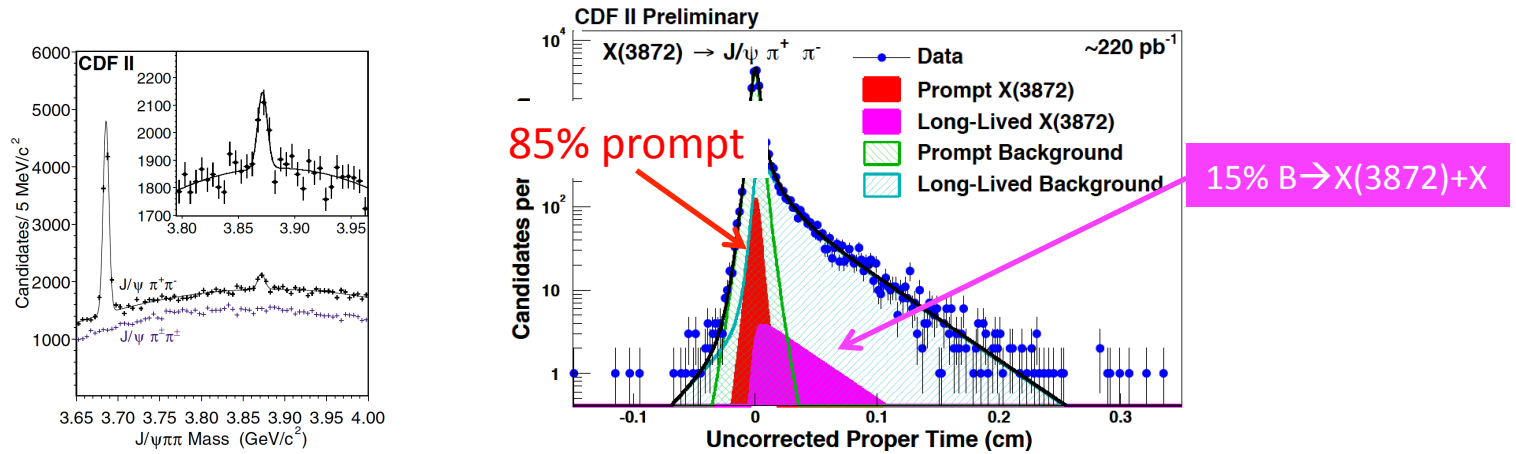 CDF II
6000
5000
4000
3000
2000
1000
Candidates/ 5 MeV/c²
2200
2100
2000
1900
1800
1700
3.80 3.85 3.90 3.95
J/ψ π⁺π⁻
J/ψ π±π±
3.65 3.70 3.75 3.80 3.85 3.90 3.95 4.00
J/ψππ Mass (GeV/c²)
CDF II Preliminary
X(3872) → J/ψ π⁺ π⁻
~220 pb⁻¹
Data
Prompt X(3872)
Long-Lived X(3872)
Prompt Background
Long-Lived Background
85% prompt
15% B→X(3872)+X
10⁴
10²
10
1
Candidates per
-0.1 0 0.1 0.2 0.3
Uncorrected Proper Time (cm)